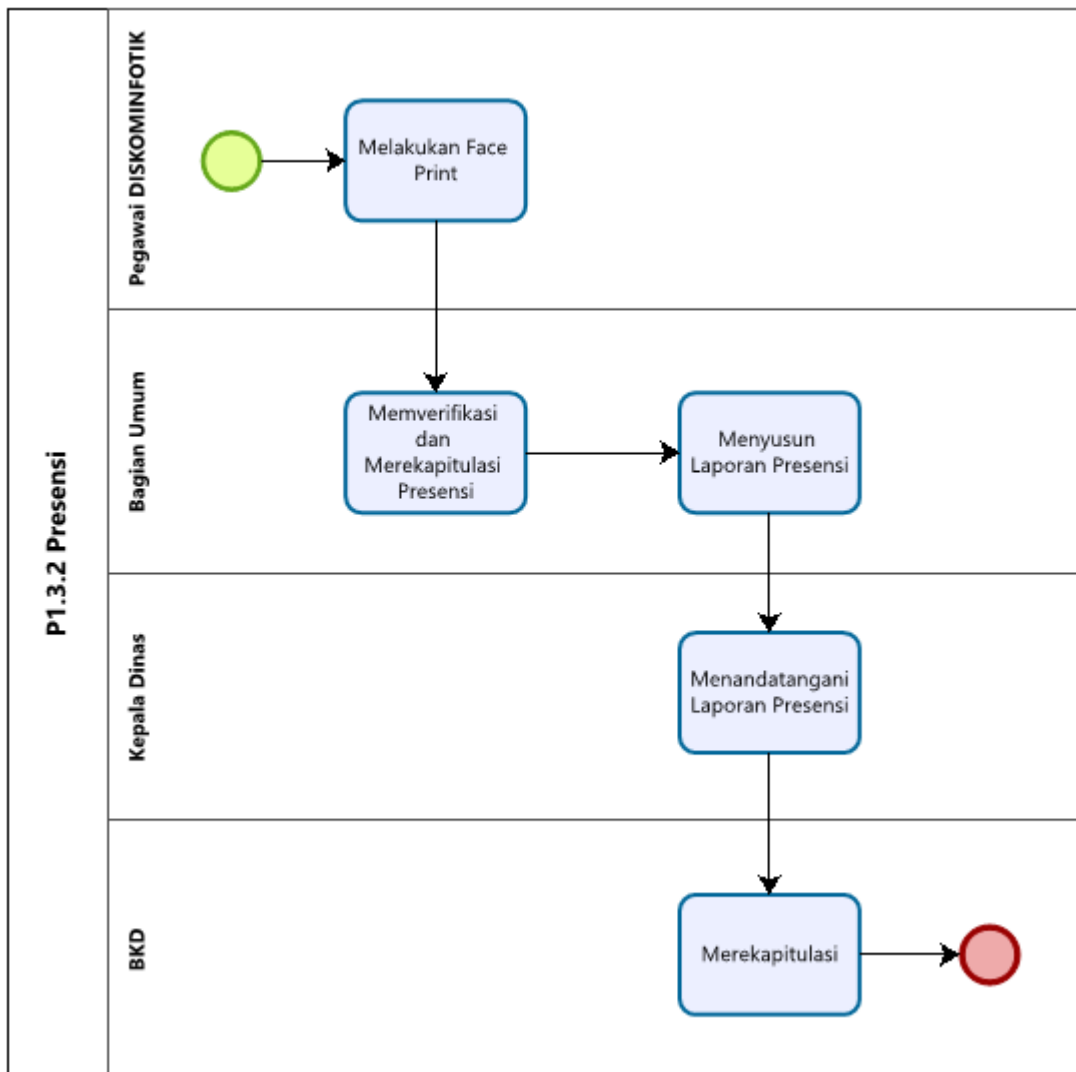 P1.3.2 Presensi
Pegawai DISKOMINFOTIK
Melakukan Face
Print
Bagian Umum
Memverifikasi
dan
Merekapitulasi
Presensi
Menyusun
Laporan Presensi
Kepala Dinas
Menandatangani
Laporan Presensi
BKD
Merekapitulasi